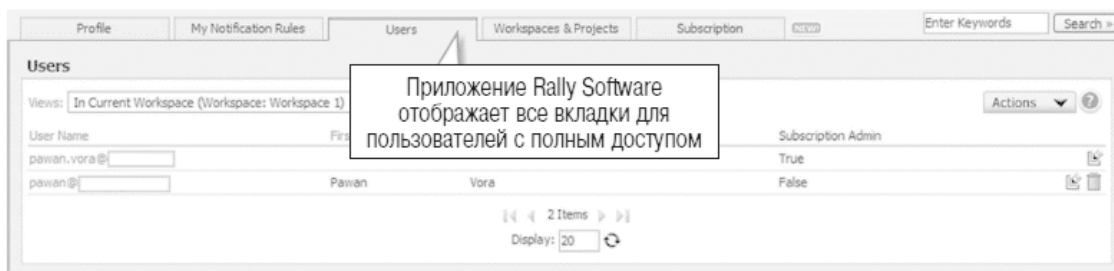 Profile My Notification Rules Users Workspaces & Projects Subscription NEW Enter Keywords Search »
Users
Views: In Current Workspace (Workspace: Workspace 1) Actions
Приложение Rally Software
отображает все вкладки для
пользователей с полным доступом
User Name Firs Subscription Admin
pawan.vora@ True
pawan@ Pawan Vora False
2 Items
Display: 20